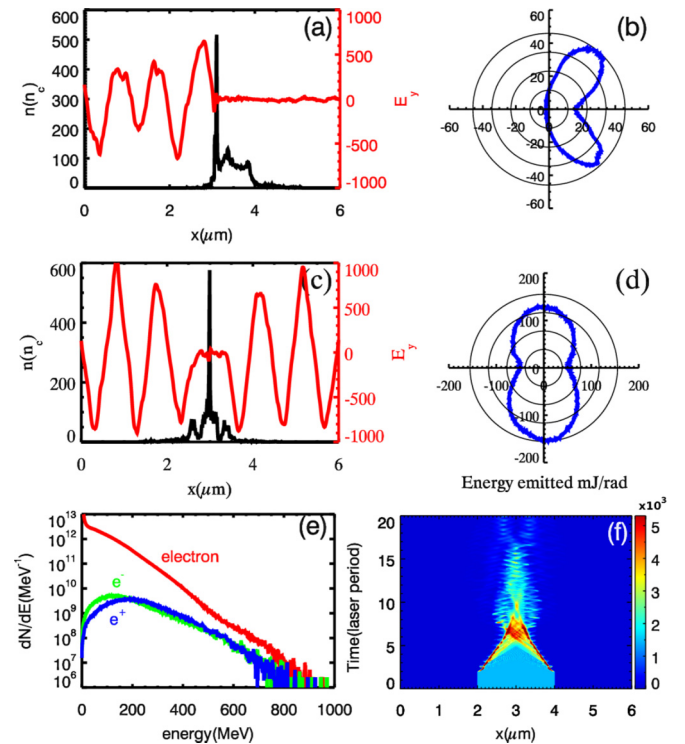 (a)
600
500
400
300
200
100
0
n(n_c)
1000
500
0
-500
-1000
E_y
0 2 4 6
x(μm)
(b)
60
40
20
0
-20
-40
-60
-60 -40 -20 0 20 40 60
(c)
600
400
200
0
n(n_c)
1000
500
0
-500
-1000
E_y
0 2 4 6
x(μm)
(d)
200
100
0
-100
-200
-200 -100 0 100 200
Energy emitted mJ/rad
(e)
10^13
10^12
10^11
10^10
10^9
10^8
10^7
10^6
dN/dE(MeV^-1)
electron
e^-
e^+
0 200 400 600 800 1000
energy(MeV)
(f)
×10^3
20
15
10
5
0
Time(laser period)
5
4
3
2
1
0
0 1 2 3 4 5 6
x(μm)